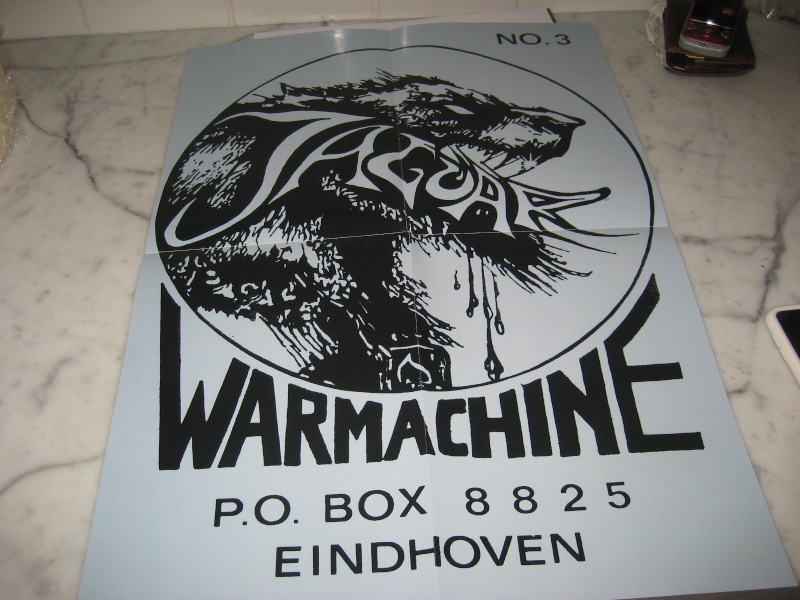 NO. 3
JAGUAR
WARMACHINE
P.O. BOX 8825
EINDHOVEN